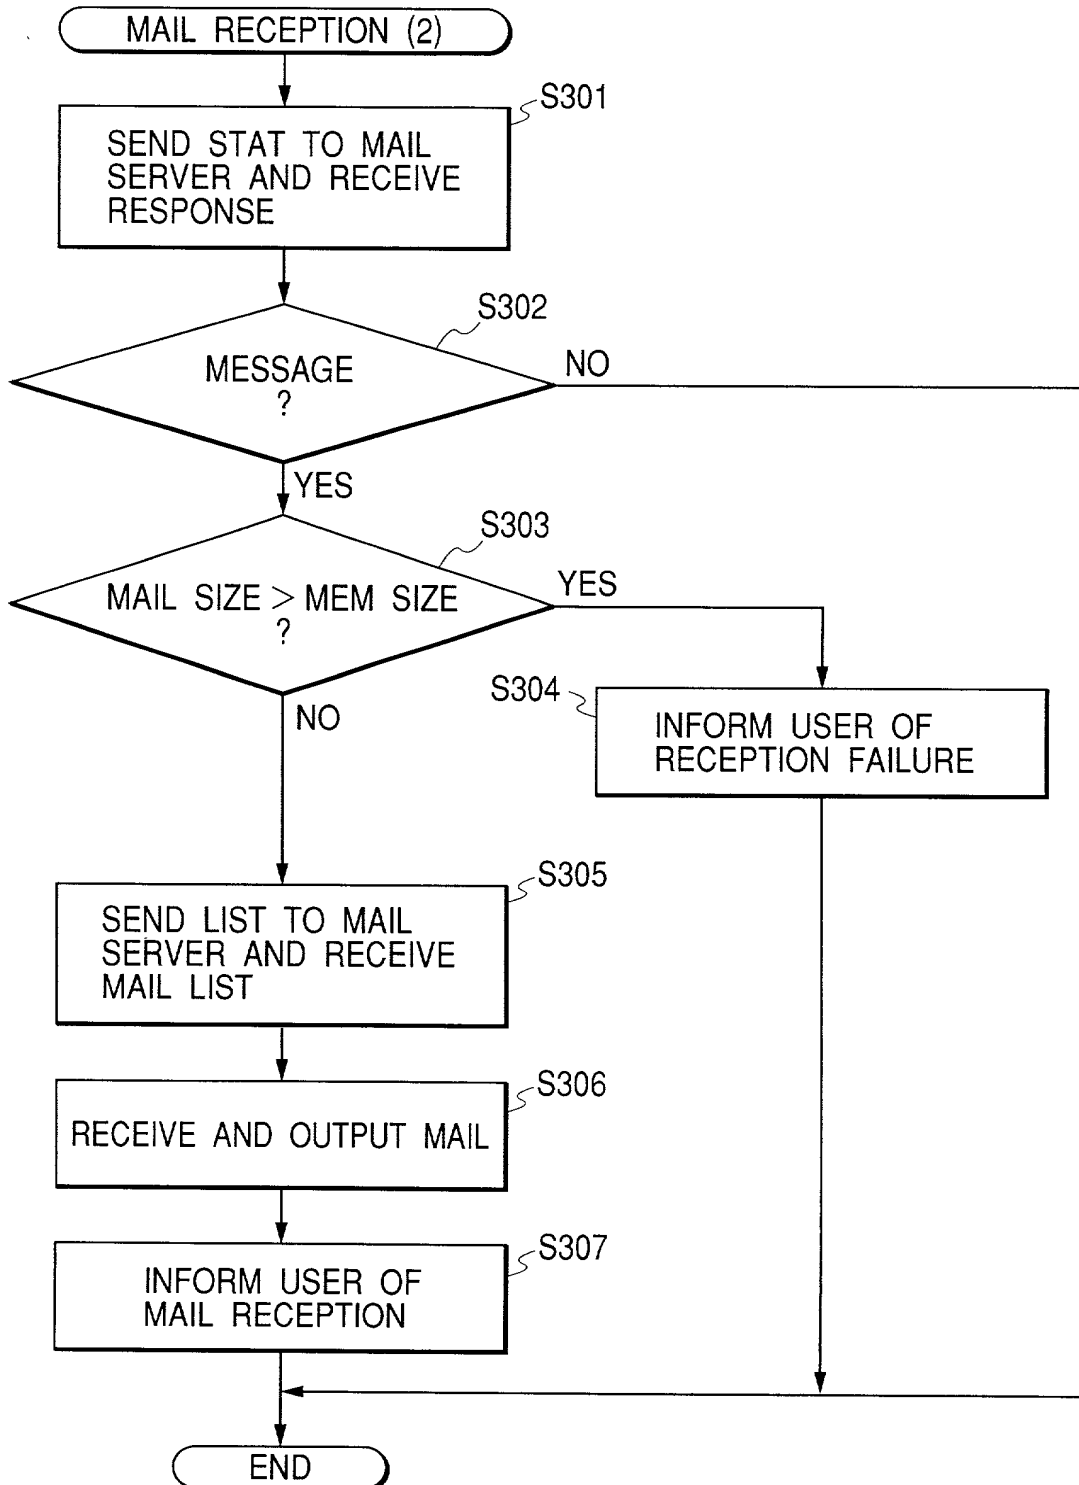 MAIL RECEPTION (2)
S301
SEND STAT TO MAIL
SERVER AND RECEIVE
RESPONSE
S302
MESSAGE
?
NO
YES
S303
MAIL SIZE > MEM SIZE
?
YES
NO
S304
INFORM USER OF
RECEPTION FAILURE
S305
SEND LIST TO MAIL
SERVER AND RECEIVE
MAIL LIST
S306
RECEIVE AND OUTPUT MAIL
S307
INFORM USER OF
MAIL RECEPTION
END